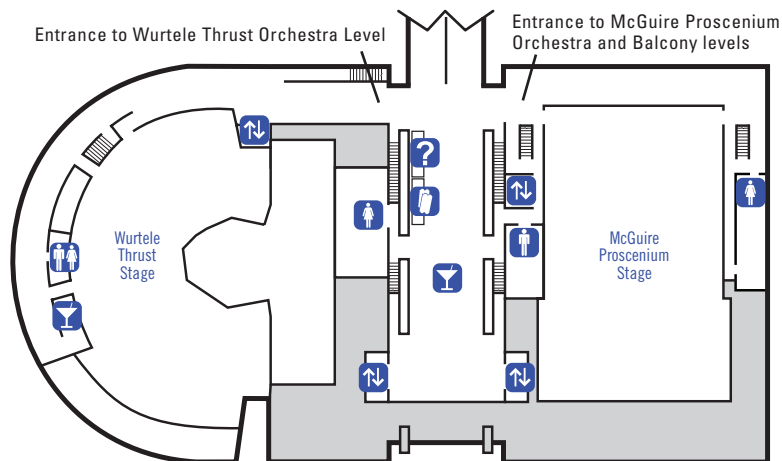 Entrance to Wurtele Thrust Orchestra Level
Entrance to McGuire Proscenium
Orchestra and Balcony levels
?
Wurtele
Thrust
Stage
McGuire
Proscenium
Stage